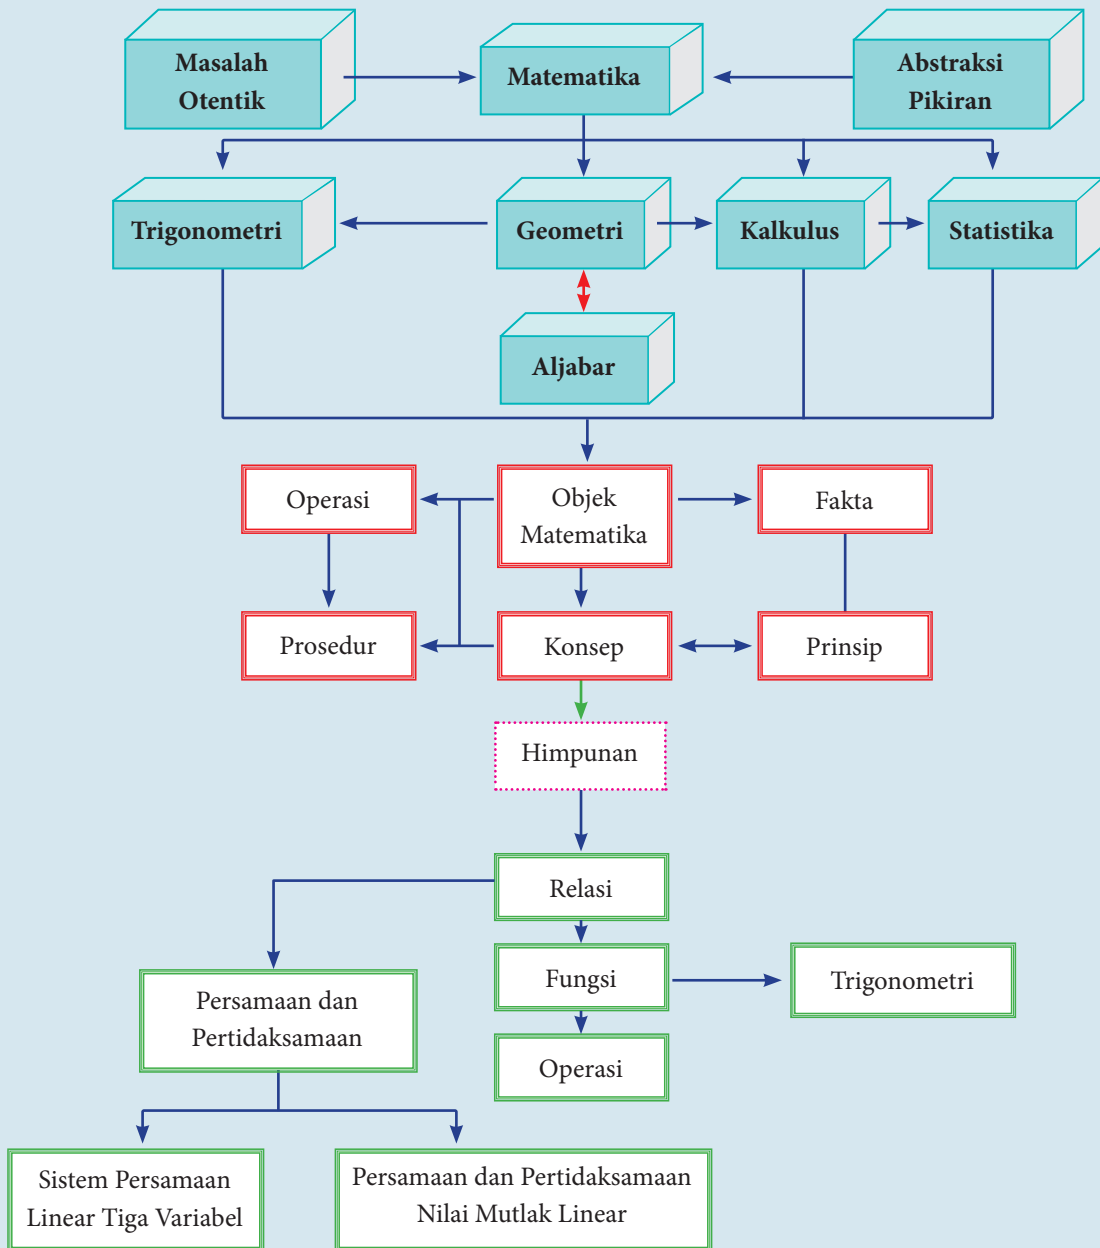 Masalah
Otentik
Matematika
Abstraksi
Pikiran
Trigonometri
Geometri
Kalkulus
Statistika
Aljabar
Operasi
Objek
Matematika
Fakta
Prosedur
Konsep
Prinsip
Himpunan
Relasi
Fungsi
Trigonometri
Persamaan dan
Pertidaksamaan
Operasi
Sistem Persamaan
Linear Tiga Variabel
Persamaan dan Pertidaksamaan
Nilai Mutlak Linear